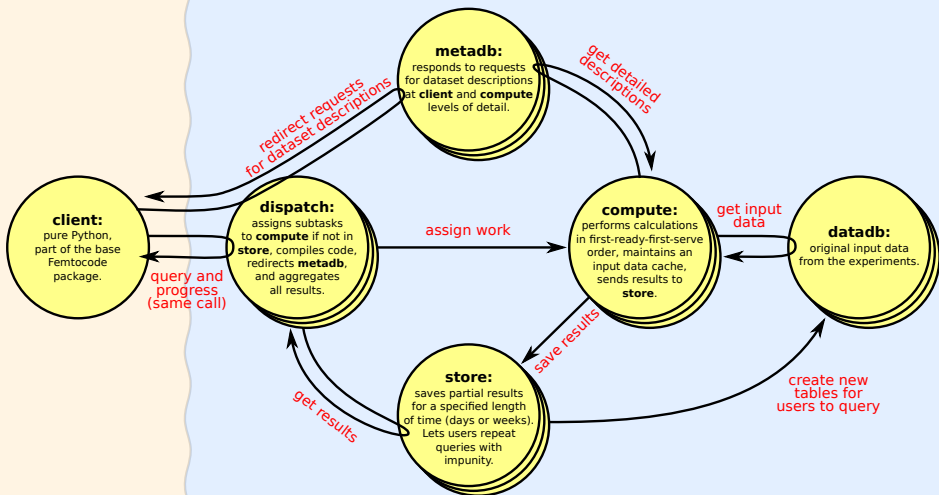 metadb:
responds to requests
for dataset descriptions
at client and compute
levels of detail.
get detailed
descriptions
redirect requests
for dataset descriptions
client:
pure Python,
part of the base
Femtocode
package.
query and
progress
(same call)
dispatch:
assigns subtasks
to compute if not in
store, compiles code,
redirects metadb,
and aggregates
all results.
assign work
compute:
performs calculations
in first-ready-first-serve
order, maintains an
input data cache,
sends results to
store.
get input
data
datadb:
original input data
from the experiments.
save results
get results
store:
saves partial results
for a specified length
of time (days or weeks).
Lets users repeat
queries with
impunity.
create new
tables for
users to query